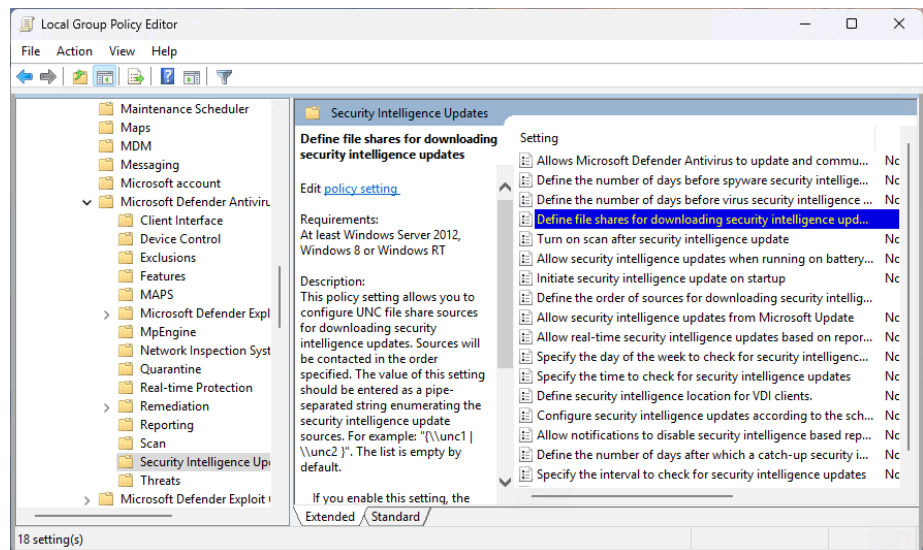 Local Group Policy Editor
File Action View Help
Maintenance Scheduler
Maps
MDM
Messaging
Microsoft account
Microsoft Defender Antiviru
Client Interface
Device Control
Exclusions
Features
MAPS
Microsoft Defender Expl
MpEngine
Network Inspection Syst
Quarantine
Real-time Protection
Remediation
Reporting
Scan
Security Intelligence Up
Threats
Microsoft Defender Exploit
Security Intelligence Updates
Define file shares for downloading
security intelligence updates
Edit policy setting
Requirements:
At least Windows Server 2012,
Windows 8 or Windows RT
Description:
This policy setting allows you to
configure UNC file share sources
for downloading security
intelligence updates. Sources will
be contacted in the order
specified. The value of this setting
should be entered as a pipe-
separated string enumerating the
security intelligence update
sources. For example: "{\\unc1 |
\\unc2 }". The list is empty by
default.
If you enable this setting, the
Setting
Allows Microsoft Defender Antivirus to update and commu... Nc
Define the number of days before spyware security intellige... Nc
Define the number of days before virus security intelligence ... Nc
Define file shares for downloading security intelligence upd...
Turn on scan after security intelligence update Nc
Allow security intelligence updates when running on battery... Nc
Initiate security intelligence update on startup Nc
Define the order of sources for downloading security intellig...
Allow security intelligence updates from Microsoft Update Nc
Allow real-time security intelligence updates based on repor... Nc
Specify the day of the week to check for security intelligenc... Nc
Specify the time to check for security intelligence updates Nc
Define security intelligence location for VDI clients. Nc
Configure security intelligence updates according to the sch... Nc
Allow notifications to disable security intelligence based rep... Nc
Define the number of days after which a catch-up security i... Nc
Specify the interval to check for security intelligence updates Nc
Extended Standard
18 setting(s)